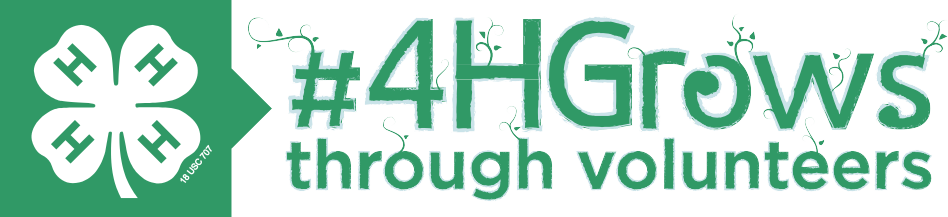 H H
H H
18 USC 707
#4HGrows
through volunteers